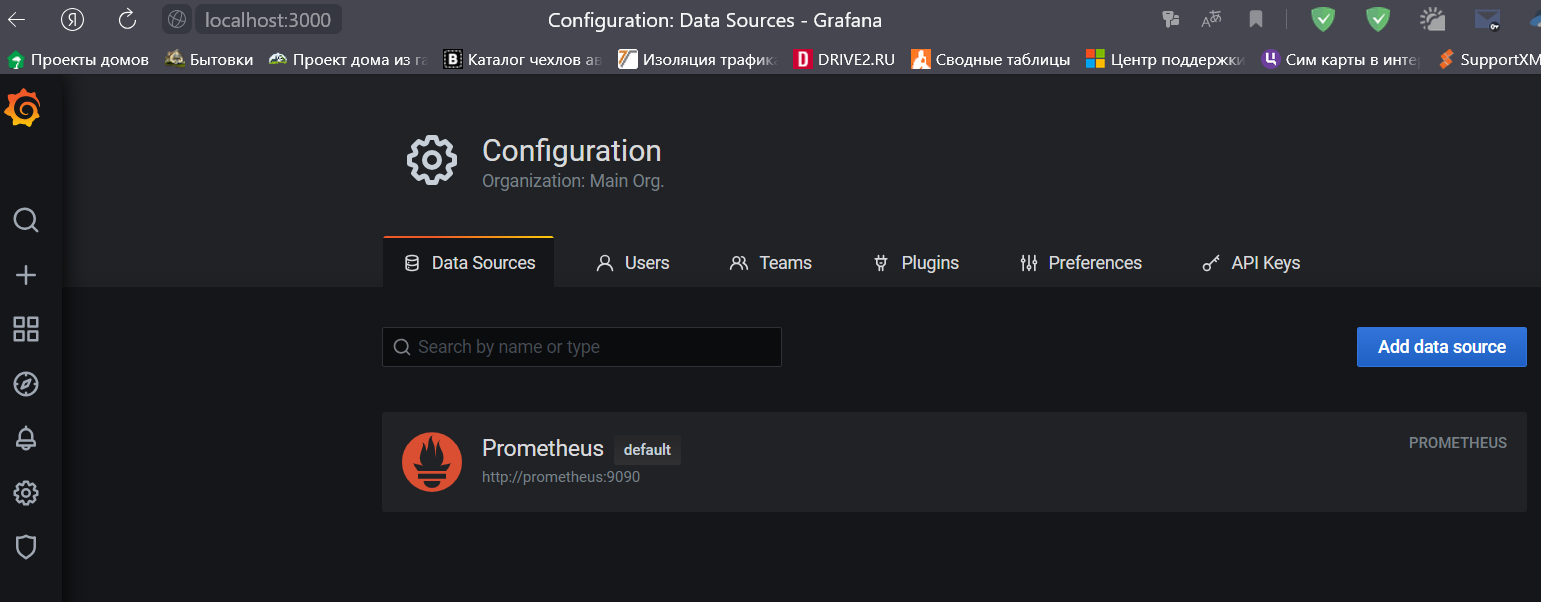 Я localhost:3000 Configuration: Data Sources - Grafana
Проекты домов Бытовки Проект дома из га B Каталог чехлов ав Изоляция трафика D DRIVE2.RU Сводные таблицы Центр поддержки Ч Сим карты в инте SupportXM
Configuration
Organization: Main Org.
Data Sources Users Teams Plugins Preferences API Keys
Search by name or type Add data source
Prometheus default PROMETHEUS
http://prometheus:9090